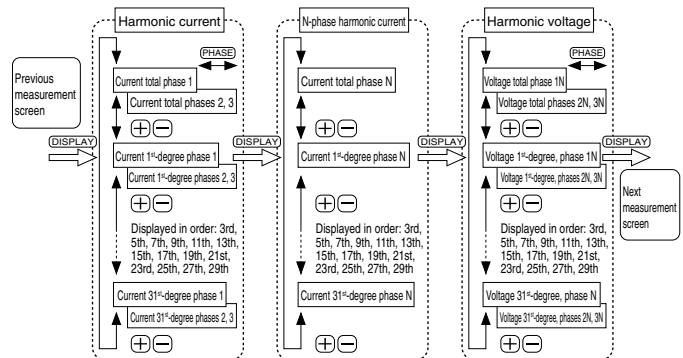 Harmonic current
N-phase harmonic current
Harmonic voltage
Previous
measurement
screen
DISPLAY
PHASE
Current total phase 1
Current total phases 2, 3
+ −
Current 1st-degree phase 1
Current 1st-degree phases 2, 3
+ −
Displayed in order: 3rd,
5th, 7th, 9th, 11th, 13th,
15th, 17th, 19th, 21st,
23rd, 25th, 27th, 29th
Current 31st-degree phase 1
Current 31st-degree phases 2, 3
+ −
DISPLAY
Current total phase N
+ −
Current 1st-degree phase N
+ −
Displayed in order: 3rd,
5th, 7th, 9th, 11th, 13th,
15th, 17th, 19th, 21st,
23rd, 25th, 27th, 29th
Current 31st-degree phase N
+ −
DISPLAY
PHASE
Voltage total phase 1N
Voltage total phases 2N, 3N
+ −
Voltage 1st-degree, phase 1N
Voltage 1st-degree, phases 2N, 3N
+ −
Displayed in order: 3rd,
5th, 7th, 9th, 11th, 13th,
15th, 17th, 19th, 21st,
23rd, 25th, 27th, 29th
Voltage 31st-degree, phase N
Voltage 31st-degree, phases 2N, 3N
+ −
DISPLAY
Next
measurement
screen